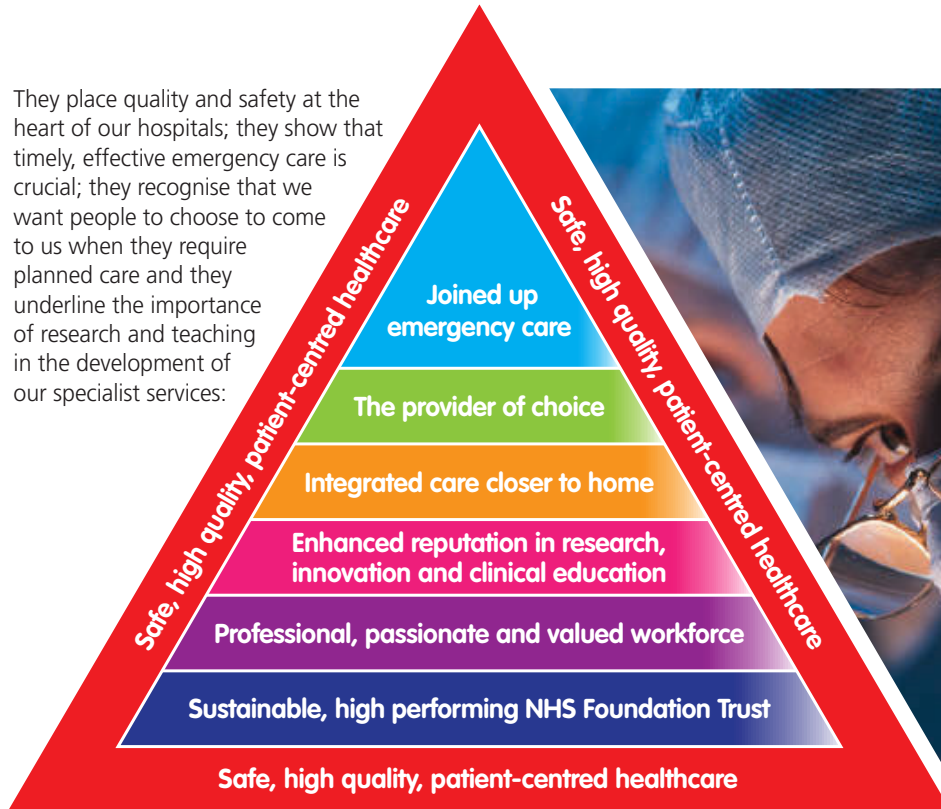 They place quality and safety at the
heart of our hospitals; they show that
timely, effective emergency care is
crucial; they recognise that we
want people to choose to come
to us when they require
planned care and they
underline the importance
of research and teaching
in the development of
our specialist services:
Safe, high quality, patient-centred healthcare
Safe, high quality, patient-centred healthcare
Joined up
emergency care
The provider of choice
Integrated care closer to home
Enhanced reputation in research,
innovation and clinical education
Professional, passionate and valued workforce
Sustainable, high performing NHS Foundation Trust
Safe, high quality, patient-centred healthcare